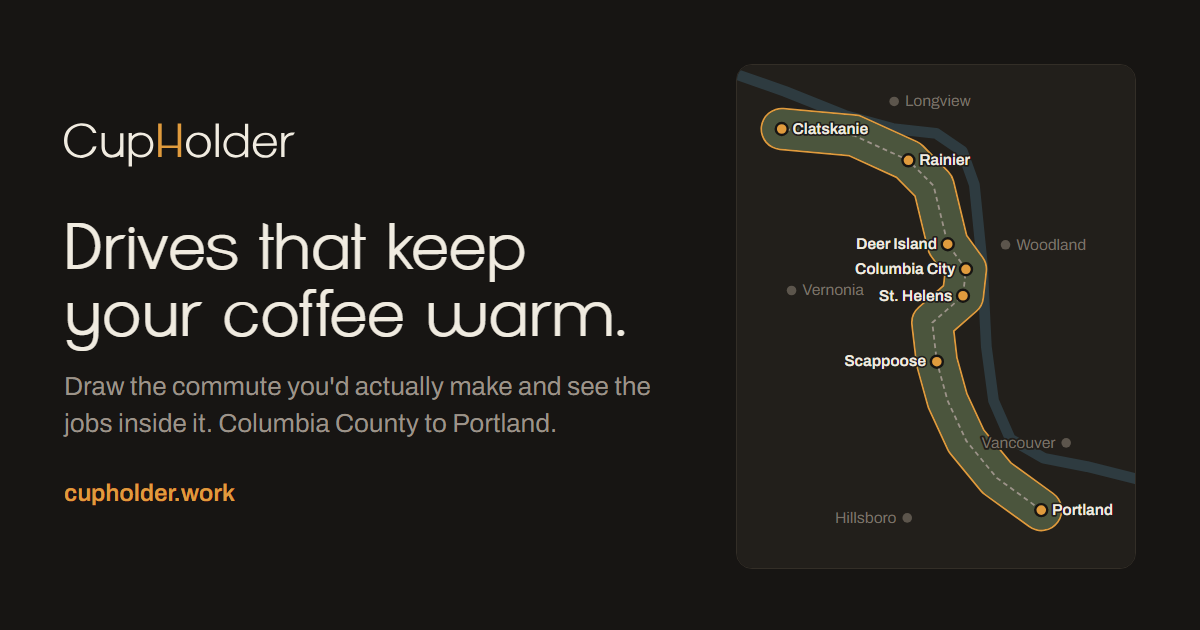 CupHolder
Drives that keep
your coffee warm.
Draw the commute you'd actually make and see the
jobs inside it. Columbia County to Portland.
cupholder.work
Longview
Clatskanie
Rainier
Deer Island
Woodland
Columbia City
Vernonia
St. Helens
Scappoose
Vancouver
Portland
Hillsboro